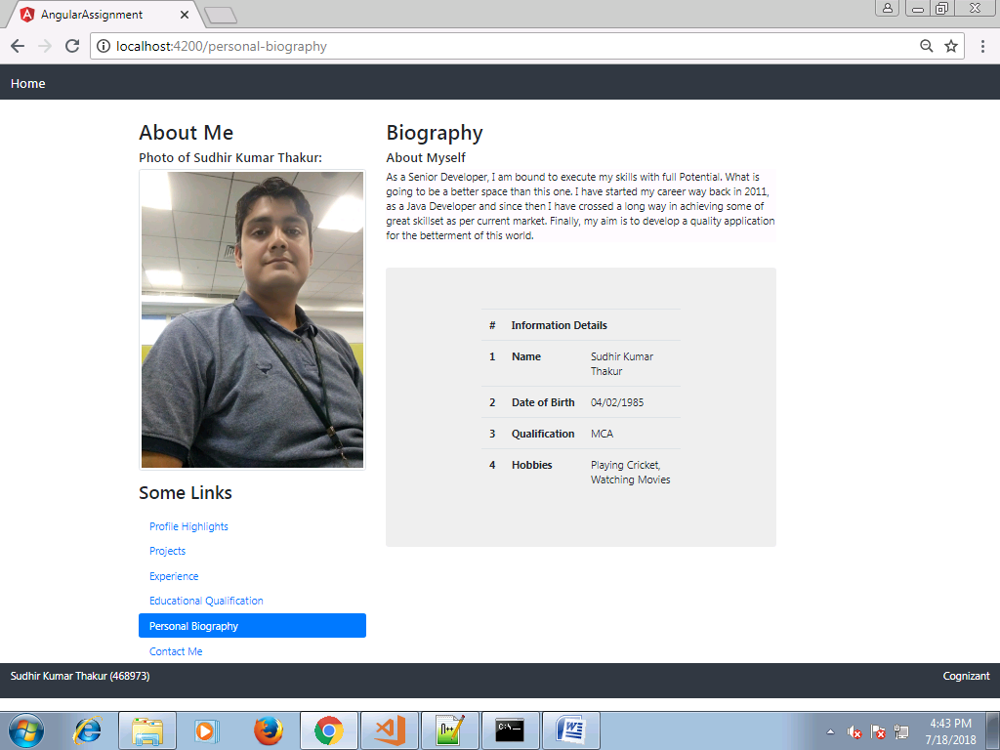 AngularAssignment
localhost:4200/personal-biography
Home
About Me
Photo of Sudhir Kumar Thakur:
Some Links
Profile Highlights
Projects
Experience
Educational Qualification
Personal Biography
Contact Me
Biography
About Myself
As a Senior Developer, I am bound to execute my skills with full Potential. What is
going to be a better space than this one. I have started my career way back in 2011,
as a Java Developer and since then I have crossed a long way in achieving some of
great skillset as per current market. Finally, my aim is to develop a quality application
for the betterment of this world.
# Information Details
1 Name Sudhir Kumar
Thakur
2 Date of Birth 04/02/1985
3 Qualification MCA
4 Hobbies Playing Cricket,
Watching Movies
Sudhir Kumar Thakur (468973) Cognizant
4:43 PM
7/18/2018